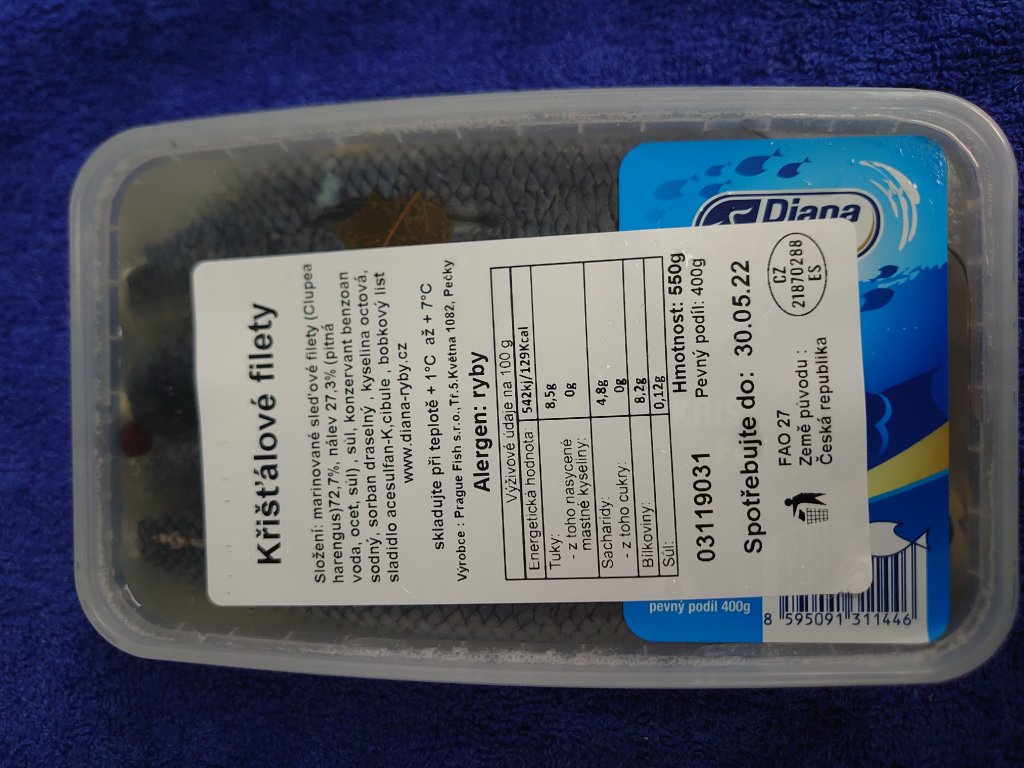 Křišťálové filety
Složení: marinované sleďové filety (Clupea
harengus)72,7%, nálev 27,3% (pitná
voda, ocet, súl) , súl, konzervant benzoan
sodný, sorban draselný , kyselina octová,
sladidlo acesulfan-K,cibule , bobkový list
www.diana-ryby.cz
skladujte při teplotě + 1°C až + 7°C
Výrobce : Prague Fish s.r.o.,Tř.5.Května 1082, Pečky
Alergen: ryby
Výživové údaje na 100 g
Energetická hodnota: 542kj/129Kcal
Tuky: 8,5g
- z toho nasycené 0g
mastné kyseliny:
Sacharidy: 4,8g
- z toho cukry: 0g
Bílkoviny: 8,2g
Súl: 0,12g
Hmotnost: 550g
03119031 Pevný podíl: 400g
Spotřebujte do: 30.05.22
FAO 27
Země původu :
Česká republika
CZ
21870288
ES
Diana
pevný podíl 400g
8 595091 311446